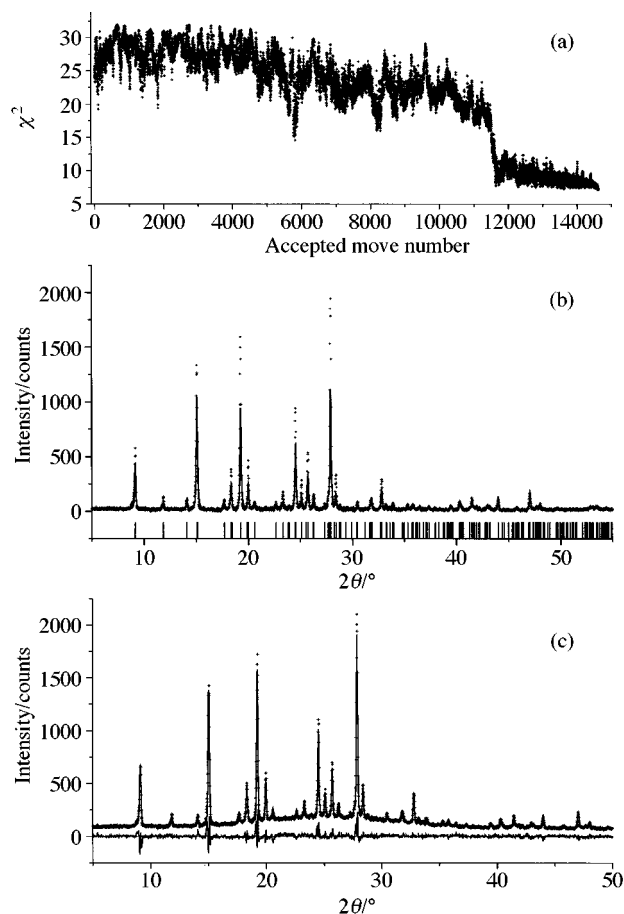 (a)
30
25
20
15
10
5
χ²
0 2000 4000 6000 8000 10000 12000 14000
Accepted move number
(b)
2000
1500
1000
500
0
Intensity/counts
10 20 30 40 50
2θ/°
(c)
2000
1500
1000
500
0
Intensity/counts
10 20 30 40 50
2θ/°